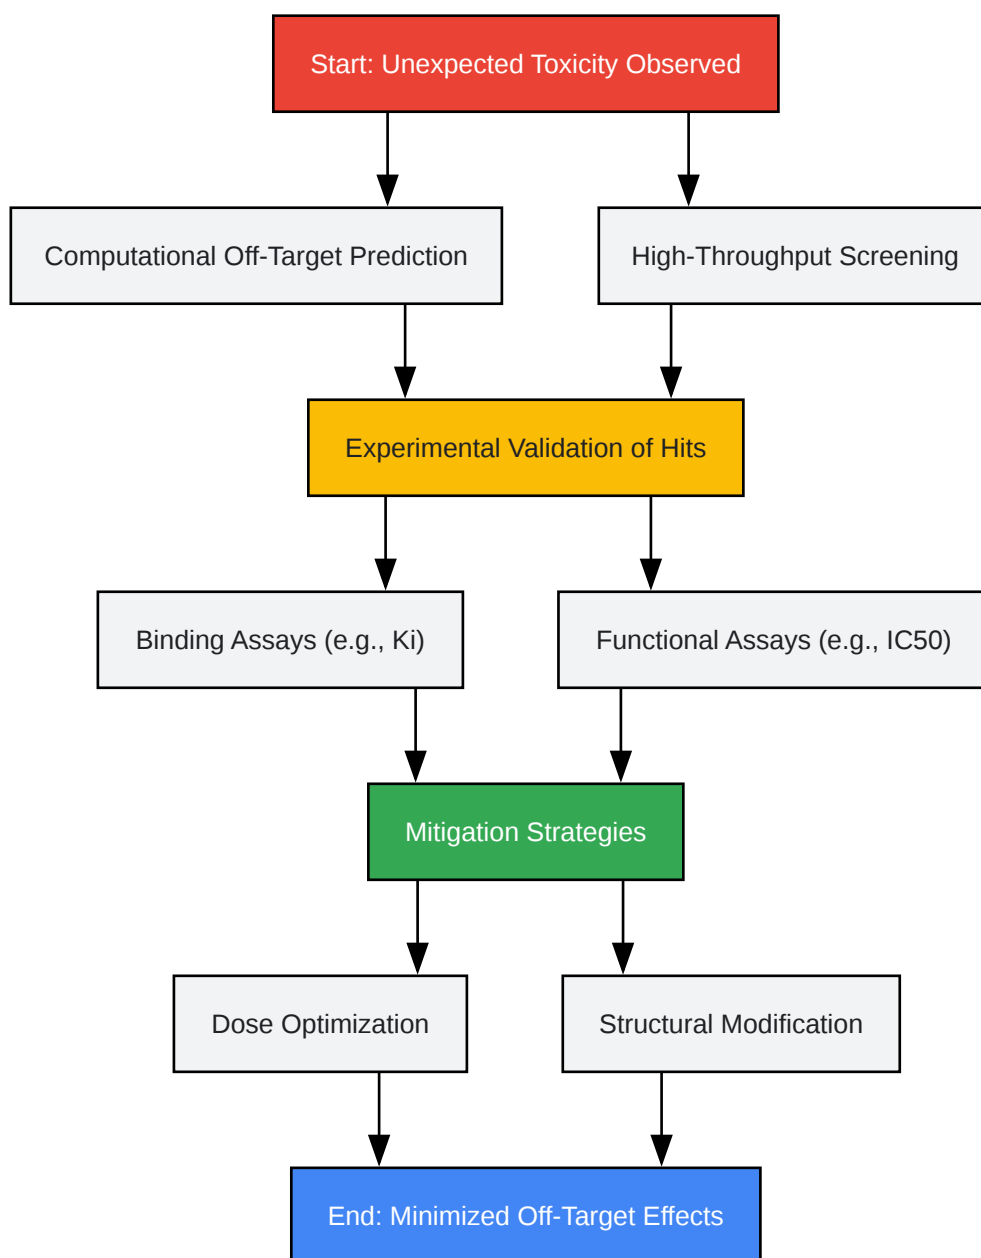 Start: Unexpected Toxicity Observed
Computational Off-Target Prediction
High-Throughput Screening
Experimental Validation of Hits
Binding Assays (e.g., Ki)
Functional Assays (e.g., IC50)
Mitigation Strategies
Dose Optimization
Structural Modification
End: Minimized Off-Target Effects